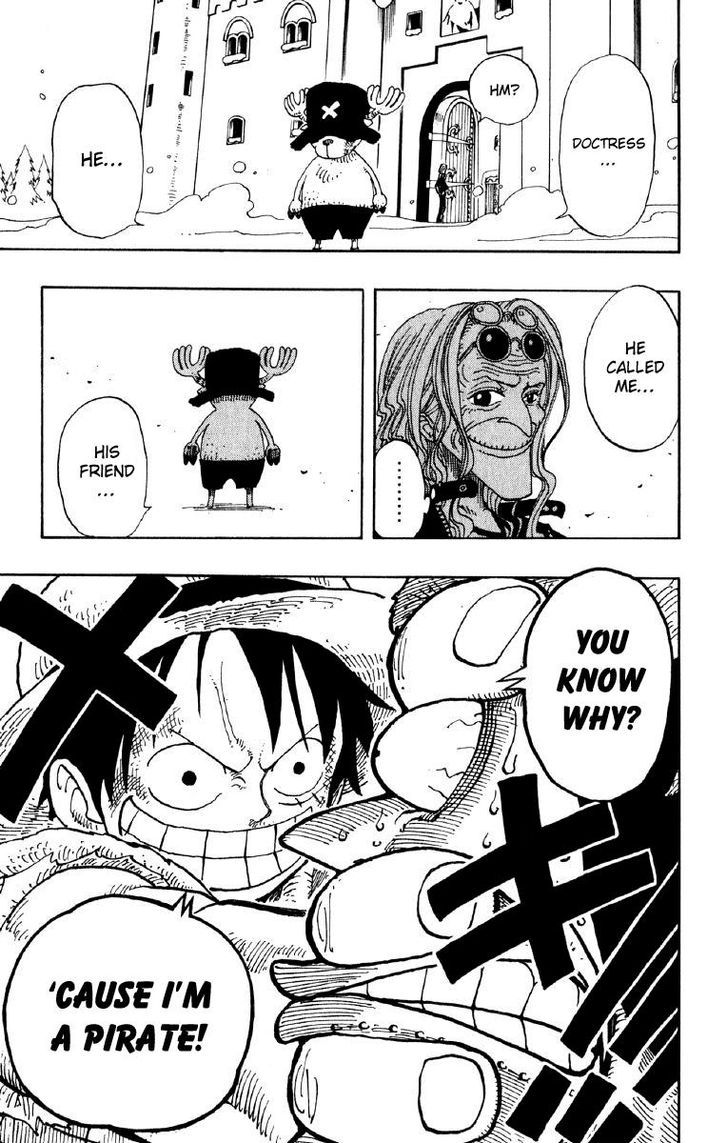 DOCTRESS
...
HM?
HE...
HE
CALLED
ME...
........
HIS
FRIEND
...
YOU
KNOW
WHY?
'CAUSE I'M
A PIRATE!